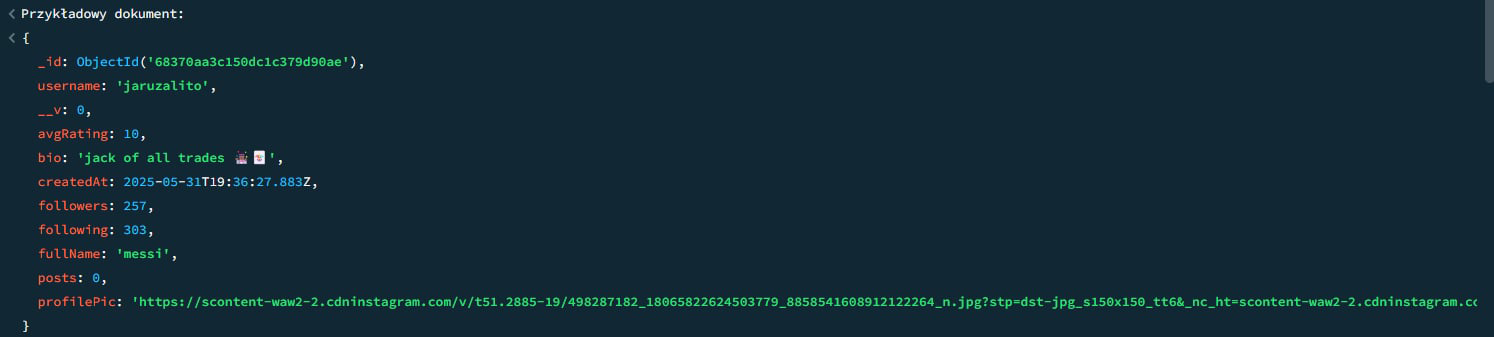 Przykładowy dokument:
{
_id: ObjectId('68370aa3c150dc1c379d90ae'),
username: 'jaruzalito',
__v: 0,
avgRating: 10,
bio: 'jack of all trades 🏰🃏',
createdAt: 2025-05-31T19:36:27.883Z,
followers: 257,
following: 303,
fullName: 'messi',
posts: 0,
profilePic: 'https://scontent-waw2-2.cdninstagram.com/v/t51.2885-19/498287182_18065822624503779_8858541608912122264_n.jpg?stp=dst-jpg_s150x150_tt6&_nc_ht=scontent-waw2-2.cdninstagram.cc
}